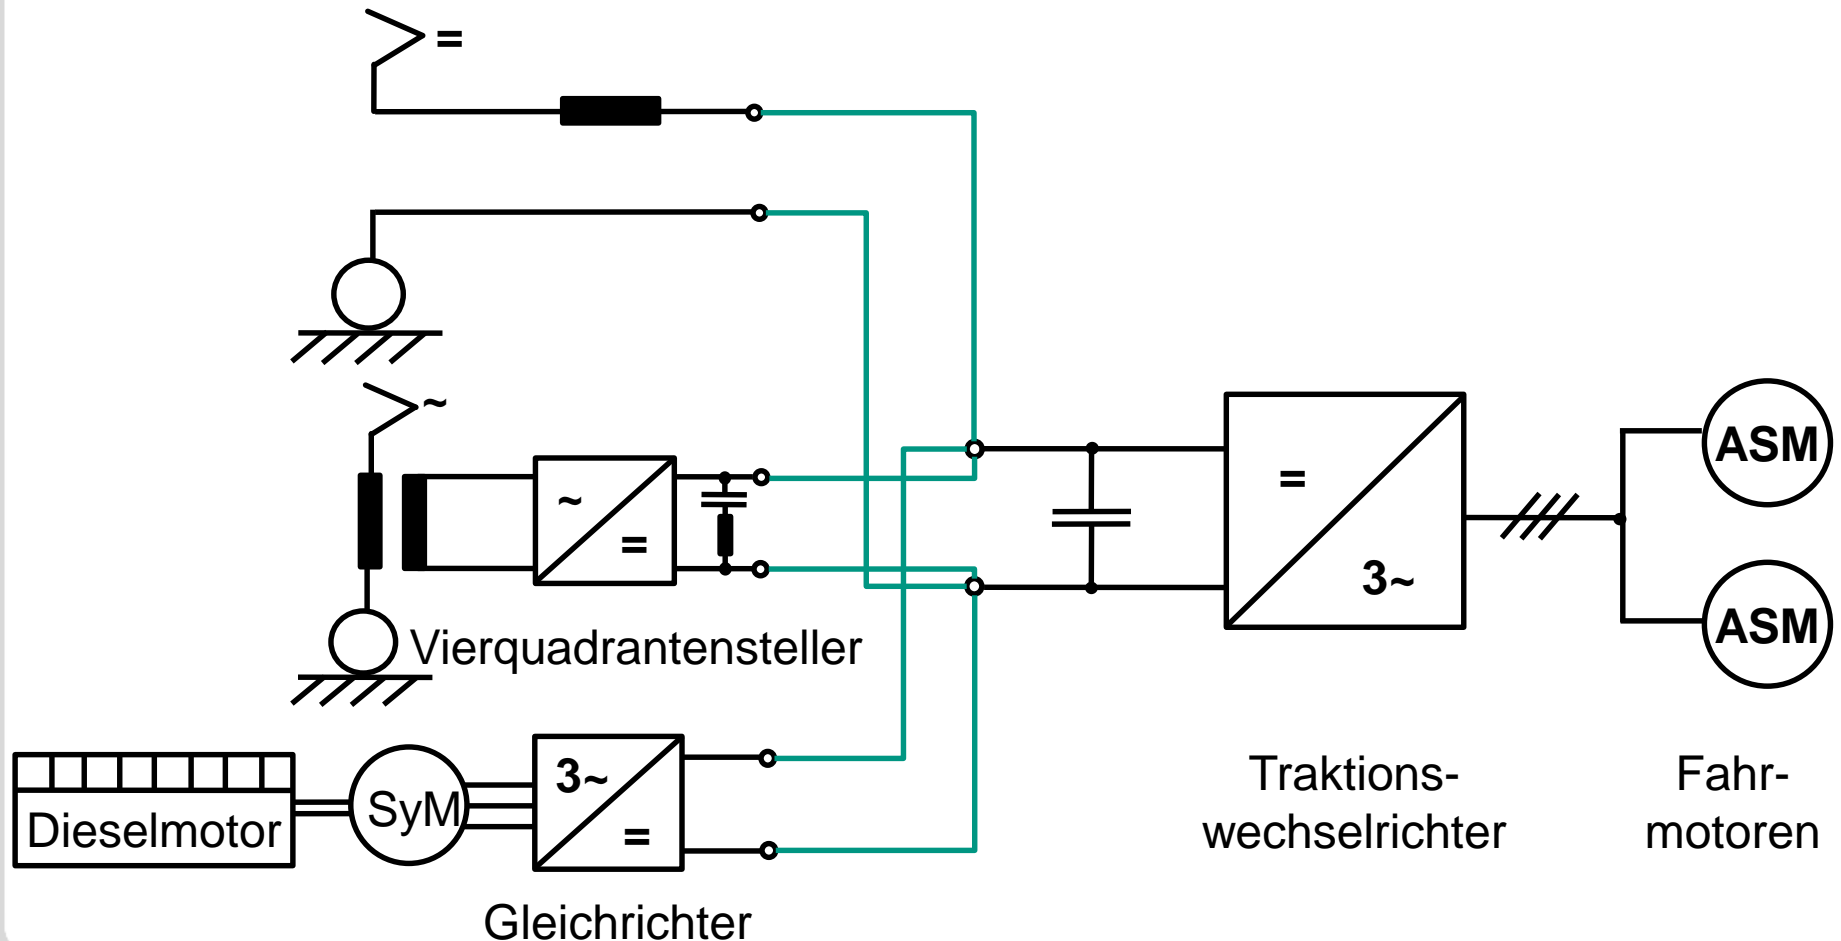 =
~
~
=
Vierquadrantensteller
=
3~
ASM
ASM
Dieselmotor
SyM
3~
=
Gleichrichter
Traktions-
wechselrichter
Fahr-
motoren